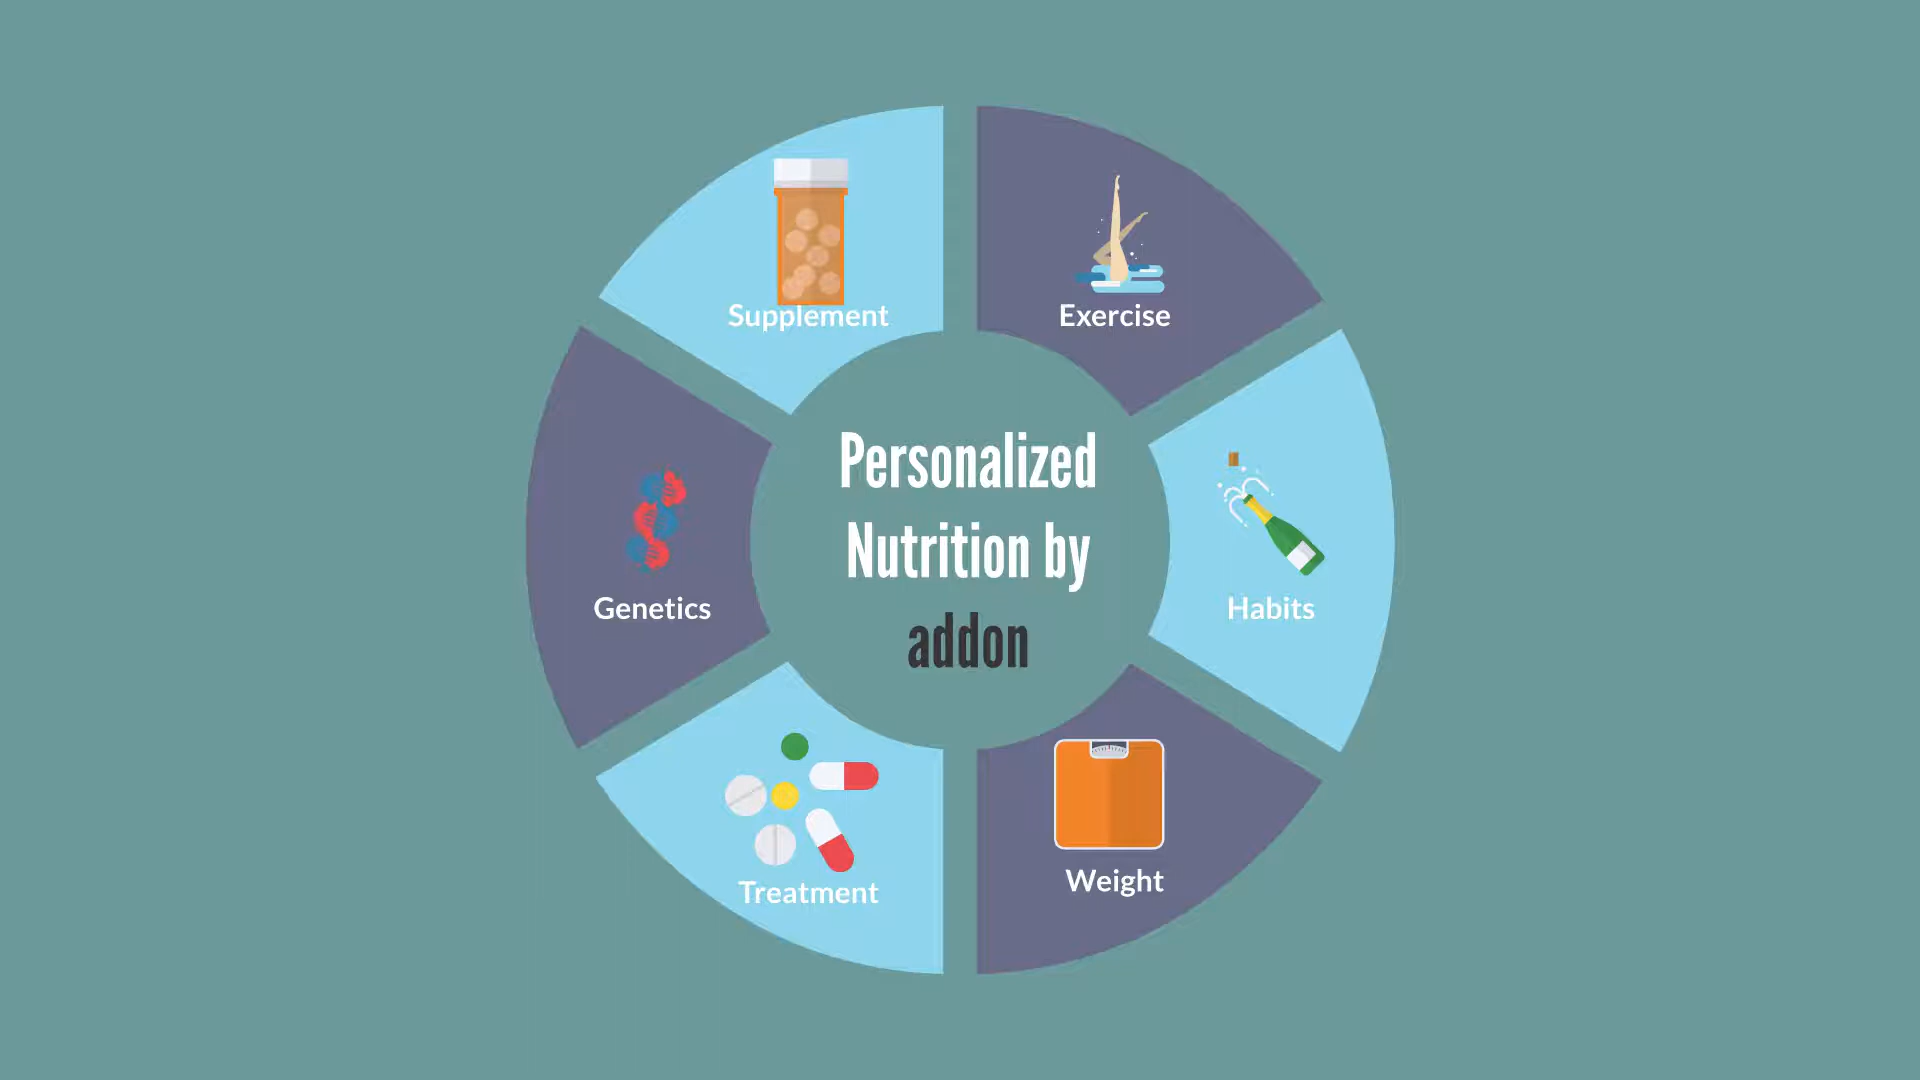 Supplement
Exercise
Personalized
Nutrition by
addon
Genetics
Habits
Treatment
Weight